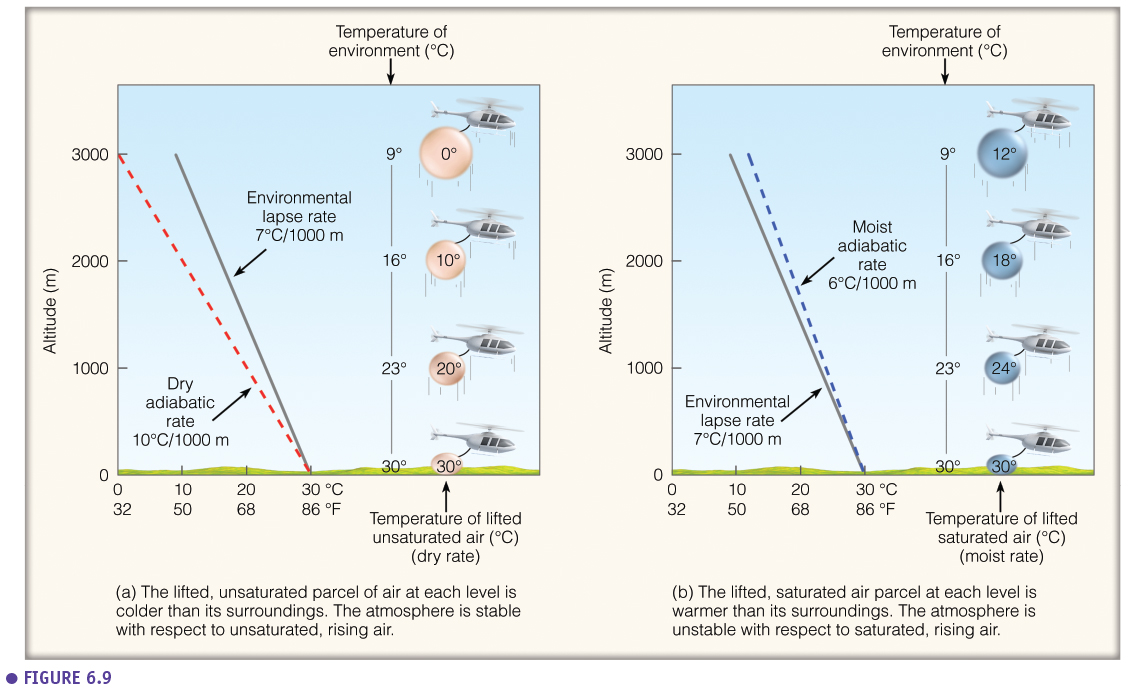 Temperature of
environment (°C)
3000
2000
1000
0
Altitude (m)
Environmental
lapse rate
7°C/1000 m
Dry
adiabatic
rate
10°C/1000 m
9°
16°
23°
30°
0°
10°
20°
30°
0 10 20 30 °C
32 50 68 86 °F
Temperature of lifted
unsaturated air (°C)
(dry rate)
(a) The lifted, unsaturated parcel of air at each level is
colder than its surroundings. The atmosphere is stable
with respect to unsaturated, rising air.
Temperature of
environment (°C)
3000
2000
1000
0
Altitude (m)
Moist
adiabatic
rate
6°C/1000 m
Environmental
lapse rate
7°C/1000 m
9°
16°
23°
30°
12°
18°
24°
30°
0 10 20 30 °C
32 50 68 86 °F
Temperature of lifted
saturated air (°C)
(moist rate)
(b) The lifted, saturated air parcel at each level is
warmer than its surroundings. The atmosphere is
unstable with respect to saturated, rising air.
● FIGURE 6.9